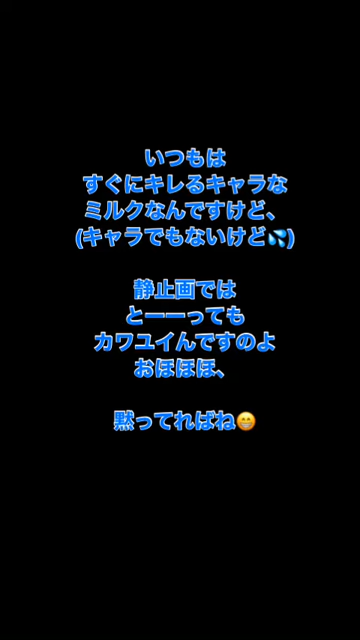 いつもは
すぐにキレるキャラな
ミルクなんですけど、
(キャラでもないけど💦)
静止画では
とーーっても
カワユイんですのよ
おほほほ、
黙ってればね😁